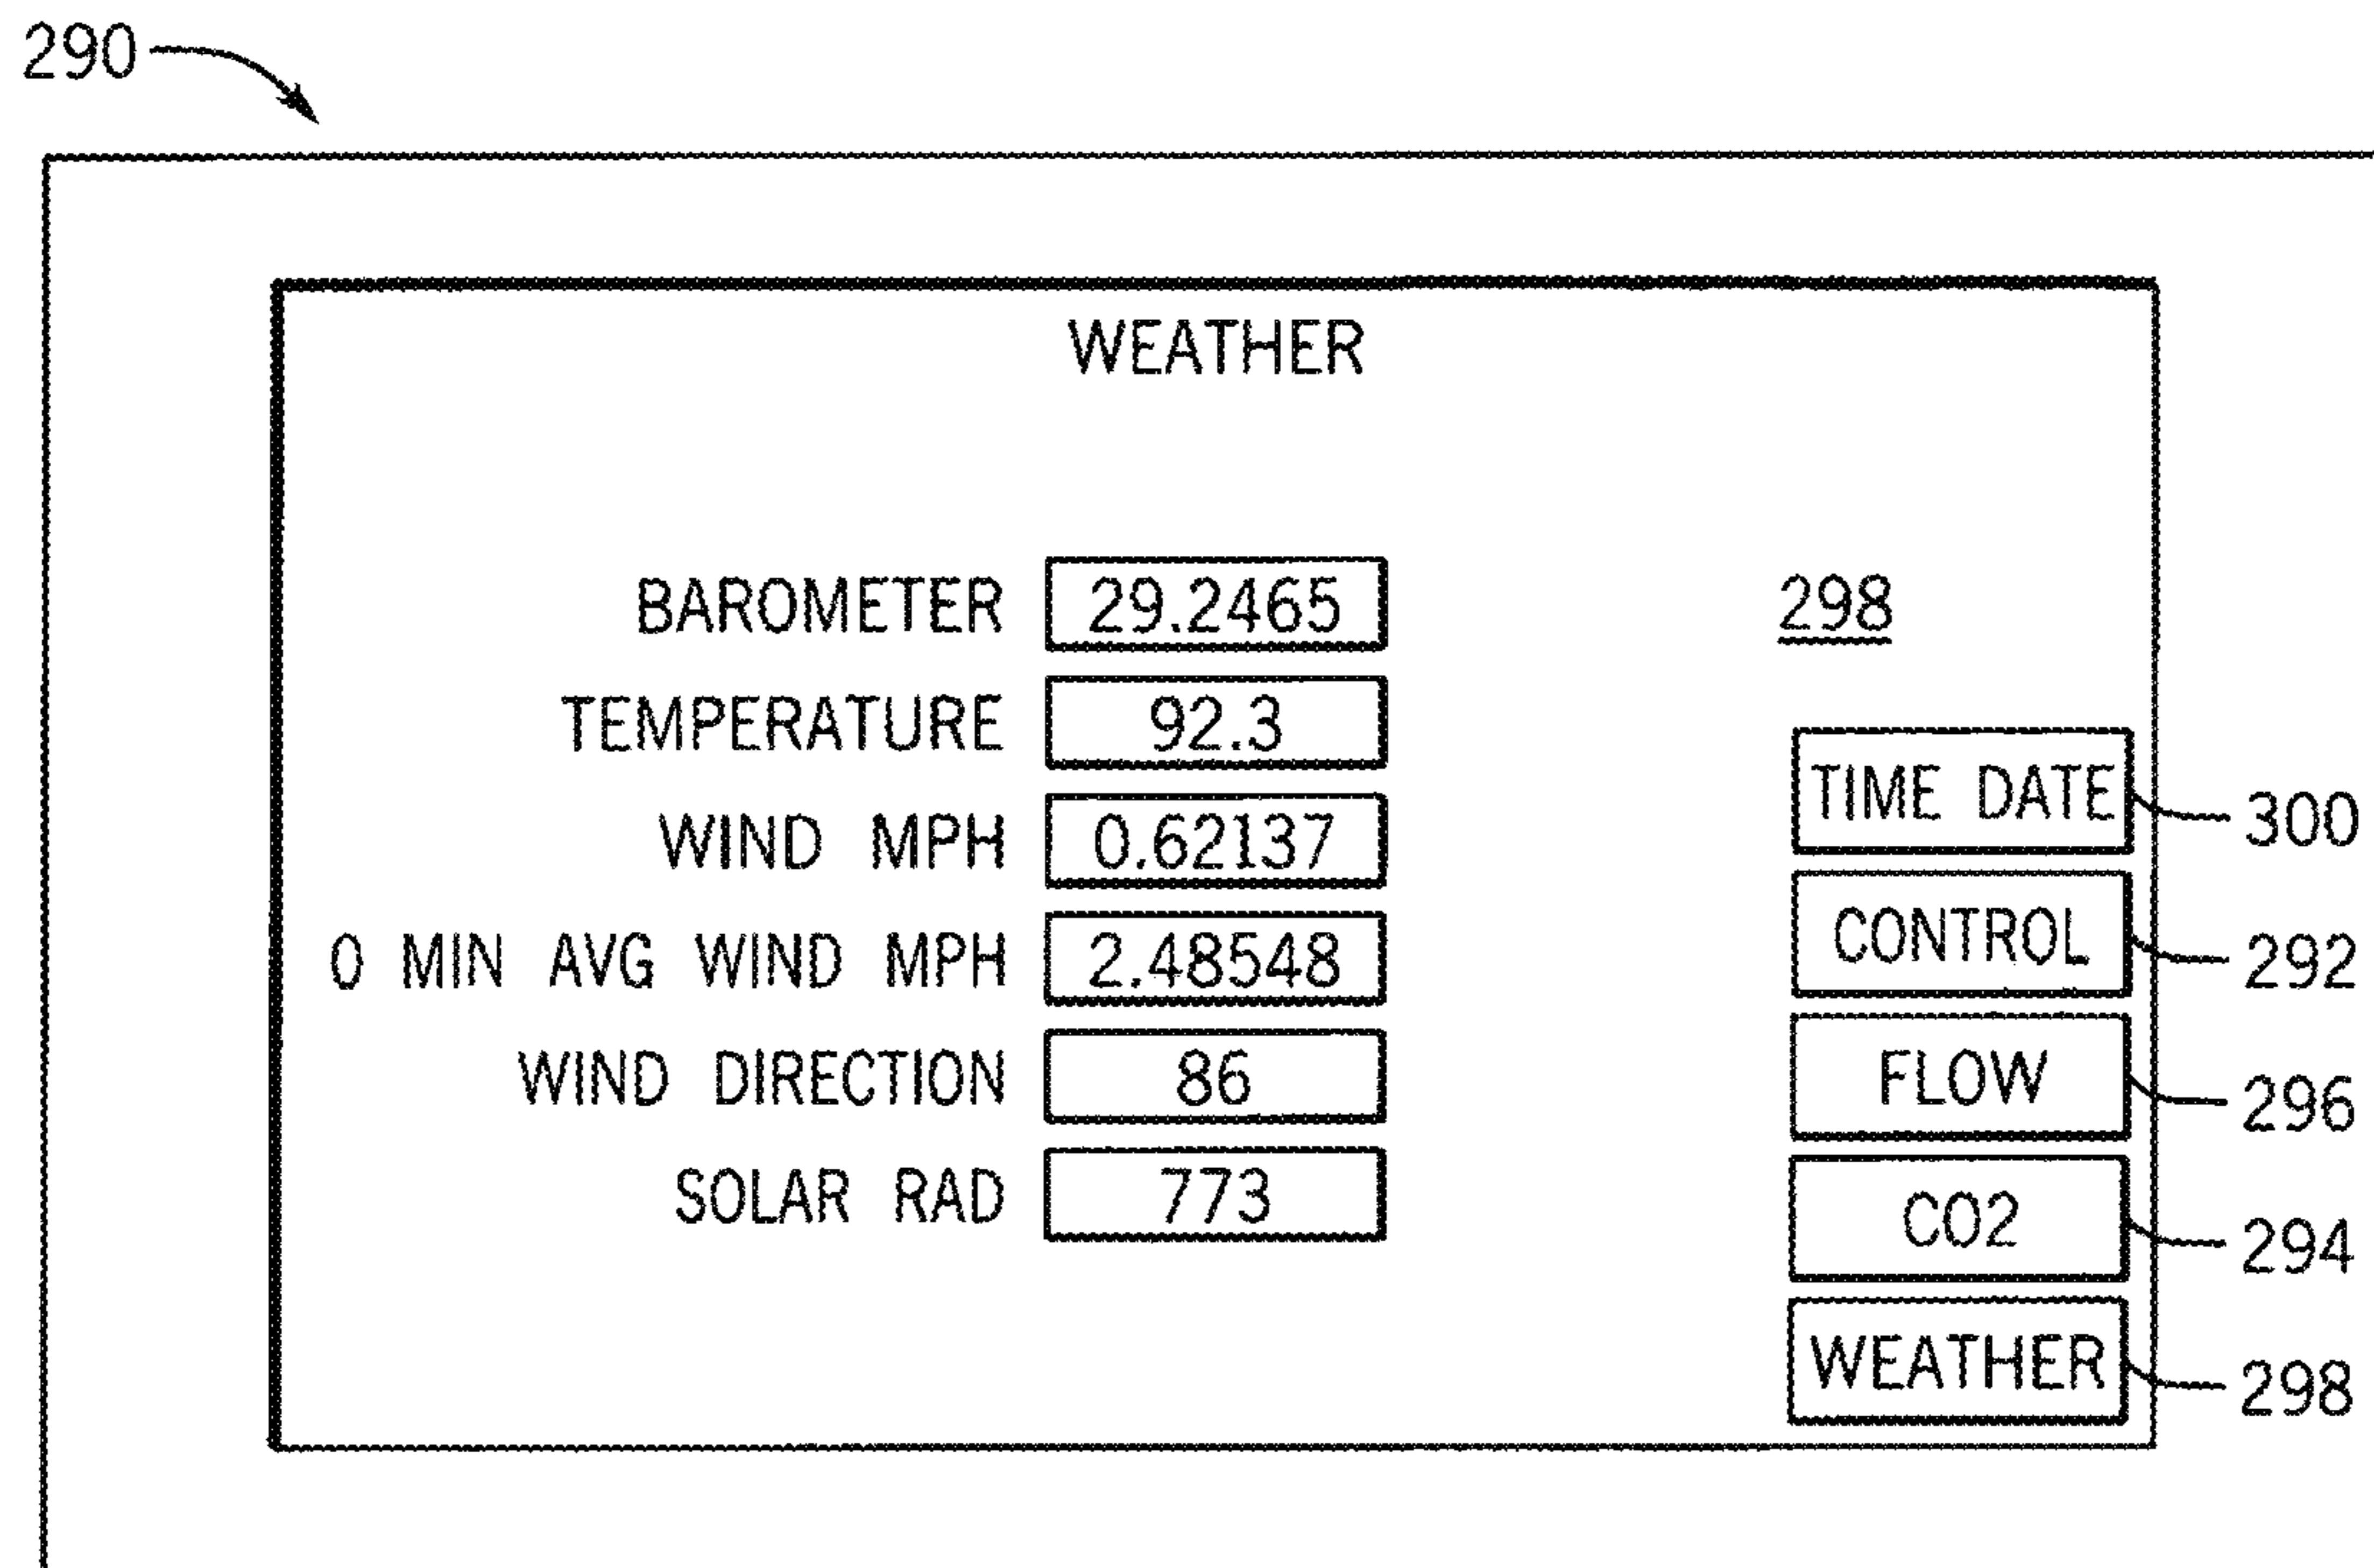 290
WEATHER
BAROMETER 29.2465
298
TEMPERATURE 92.3
TIME DATE 300
WIND MPH 0.62137
CONTROL 292
0 MIN AVG WIND MPH 2.48548
FLOW 296
WIND DIRECTION 86
CO2 294
SOLAR RAD 773
WEATHER 298